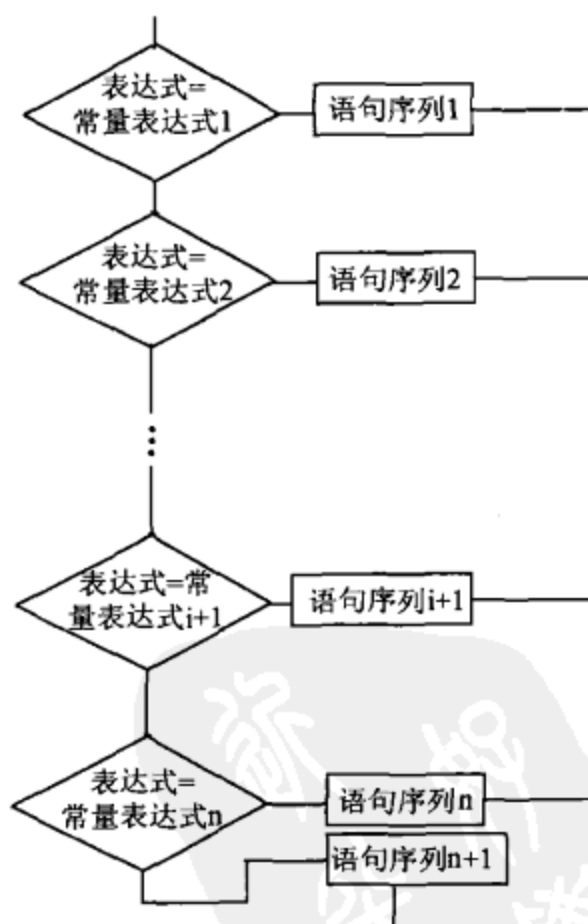 表达式=
常量表达式1
语句序列1
表达式=
常量表达式2
语句序列2
表达式=常
量表达式i+1
语句序列i+1
表达式=
常量表达式n
语句序列n
语句序列n+1